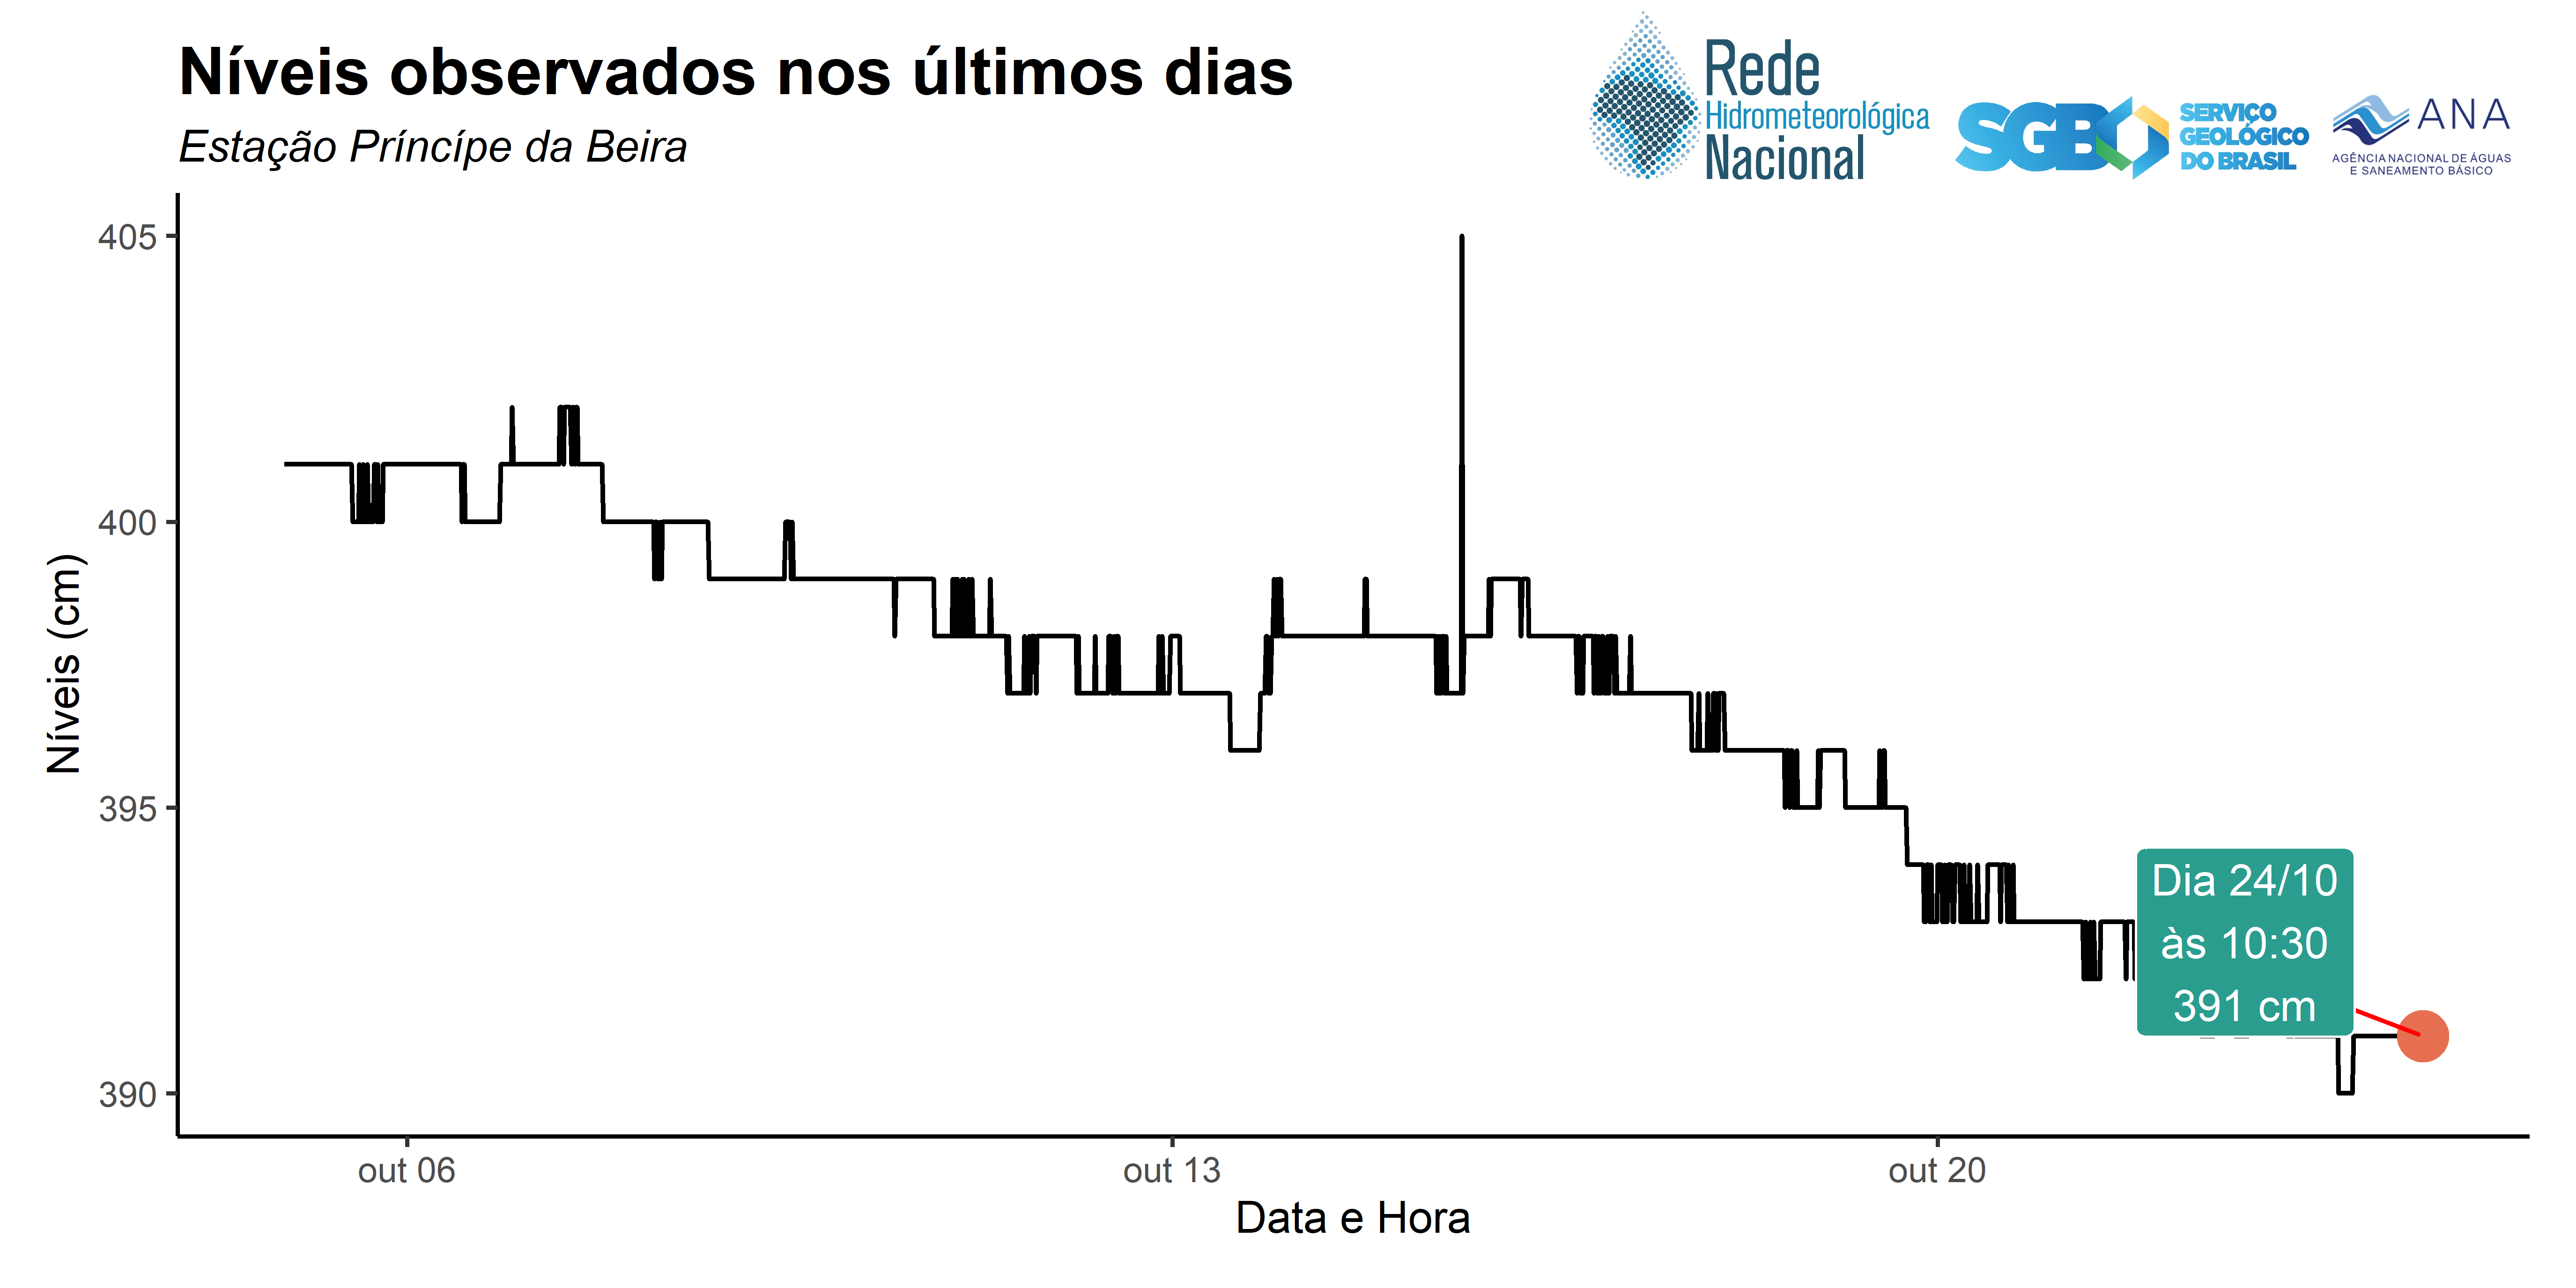 Níveis observados nos últimos dias
Estação Príncípe da Beira
Rede
Hidrometeorológica
Nacional
SGB
SERVIÇO
GEOLÓGICO
DO BRASIL
ANA
AGÊNCIA NACIONAL DE ÁGUAS
E SANEAMENTO BÁSICO
Níveis (cm)
405
400
395
390
Dia 24/10
às 10:30
391 cm
out 06
out 13
out 20
Data e Hora